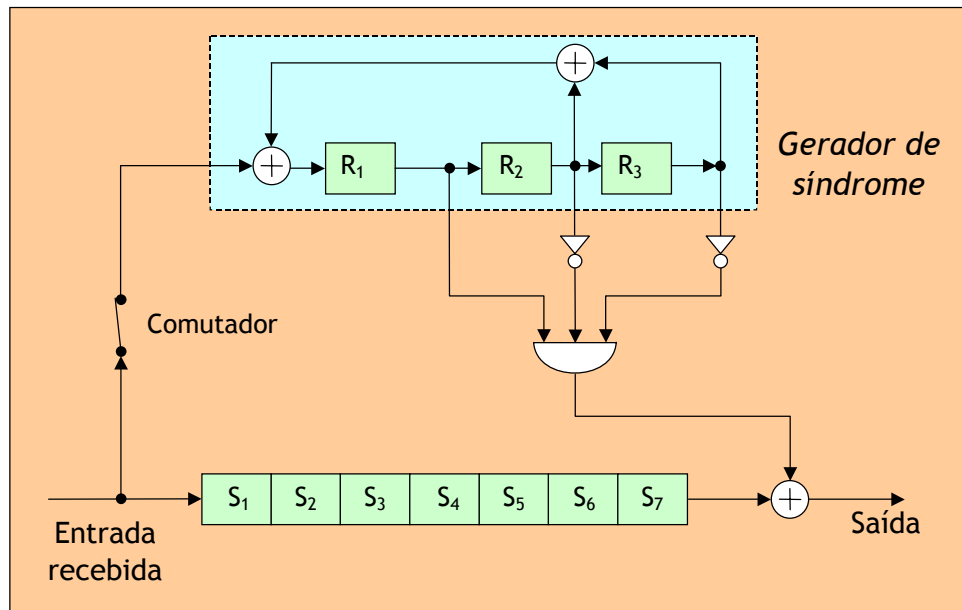 R1
R2
R3
Gerador de
síndrome
Comutador
S1
S2
S3
S4
S5
S6
S7
Entrada
recebida
Saída